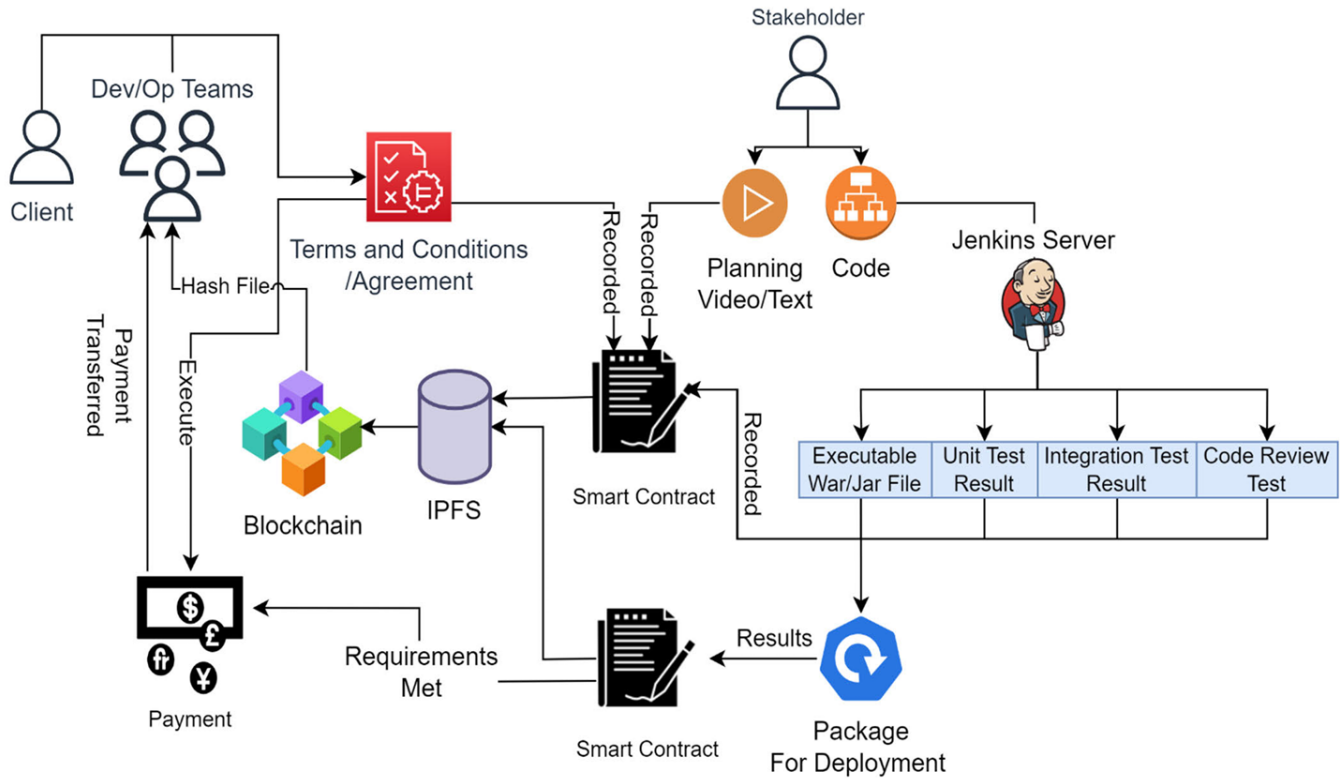 Stakeholder
Dev/Op Teams
Client
Terms and Conditions
/Agreement
Recorded
Recorded
Planning
Video/Text
Code
Jenkins Server
Hash File
Payment
Transferred
Execute
Blockchain
IPFS
Smart Contract
Recorded
Executable
War/Jar File
Unit Test
Result
Integration Test
Result
Code Review
Test
$
£
¥
Payment
Requirements
Met
Smart Contract
Results
Package
For Deployment